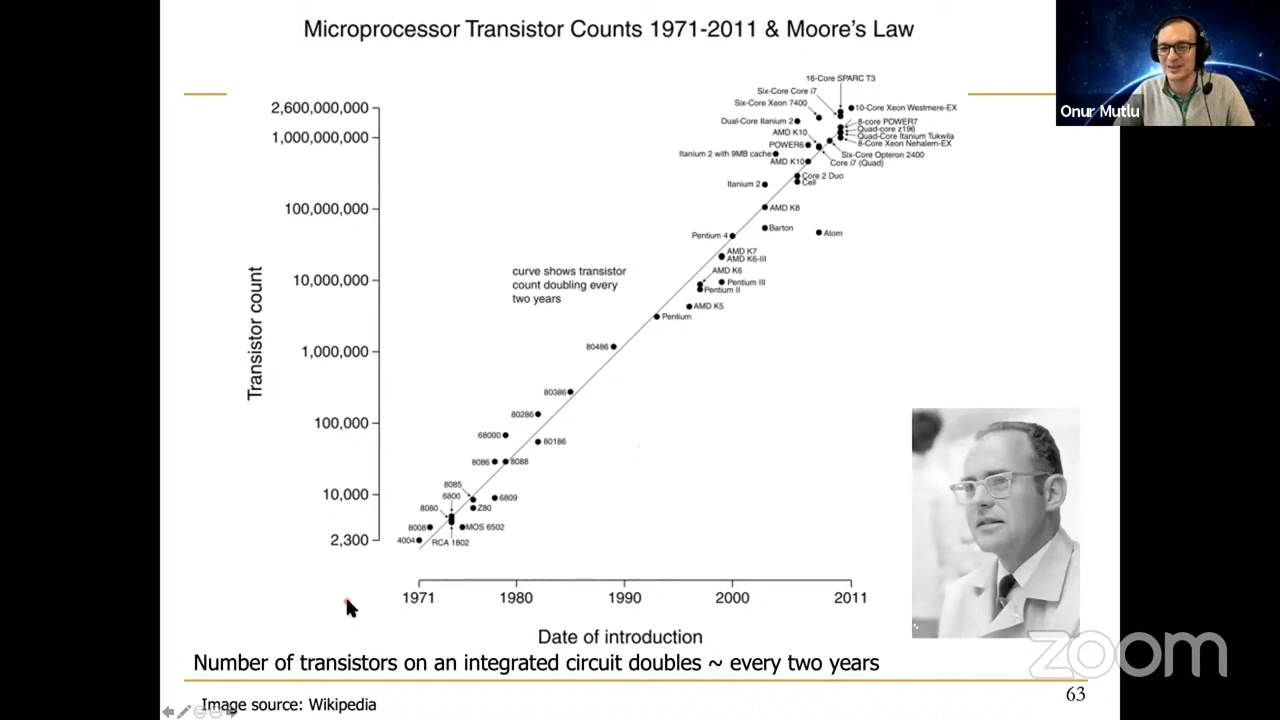 Microprocessor Transistor Counts 1971-2011 & Moore's Law
Onur Mutlu
16-Core SPARC T3
Six-Core Core i7
Six-Core Xeon 7400
10-Core Xeon Westmere-EX
Dual-Core Itanium 2
8-core POWER7
Quad-core z196
AMD K10
Quad-Core Itanium Tukwila
POWER6
8-Core Xeon Nehalem-EX
Itanium 2 with 9MB cache
Six-Core Opteron 2400
AMD K10
Core i7 (Quad)
Core 2 Duo
Itanium 2
Cell
AMD K8
Barton
Pentium 4
Atom
AMD K7
AMD K6-III
AMD K6
Pentium III
Pentium II
AMD K5
Pentium
80486
80386
80286
68000
80186
8086
8088
8085
6800
6809
8080
Z80
8008
MOS 6502
4004
RCA 1802
curve shows transistor
count doubling every
two years
Transistor count
2,600,000,000
1,000,000,000
100,000,000
10,000,000
1,000,000
100,000
10,000
2,300
1971 1980 1990 2000 2011
Date of introduction
Number of transistors on an integrated circuit doubles ~ every two years
zoom
Image source: Wikipedia
63